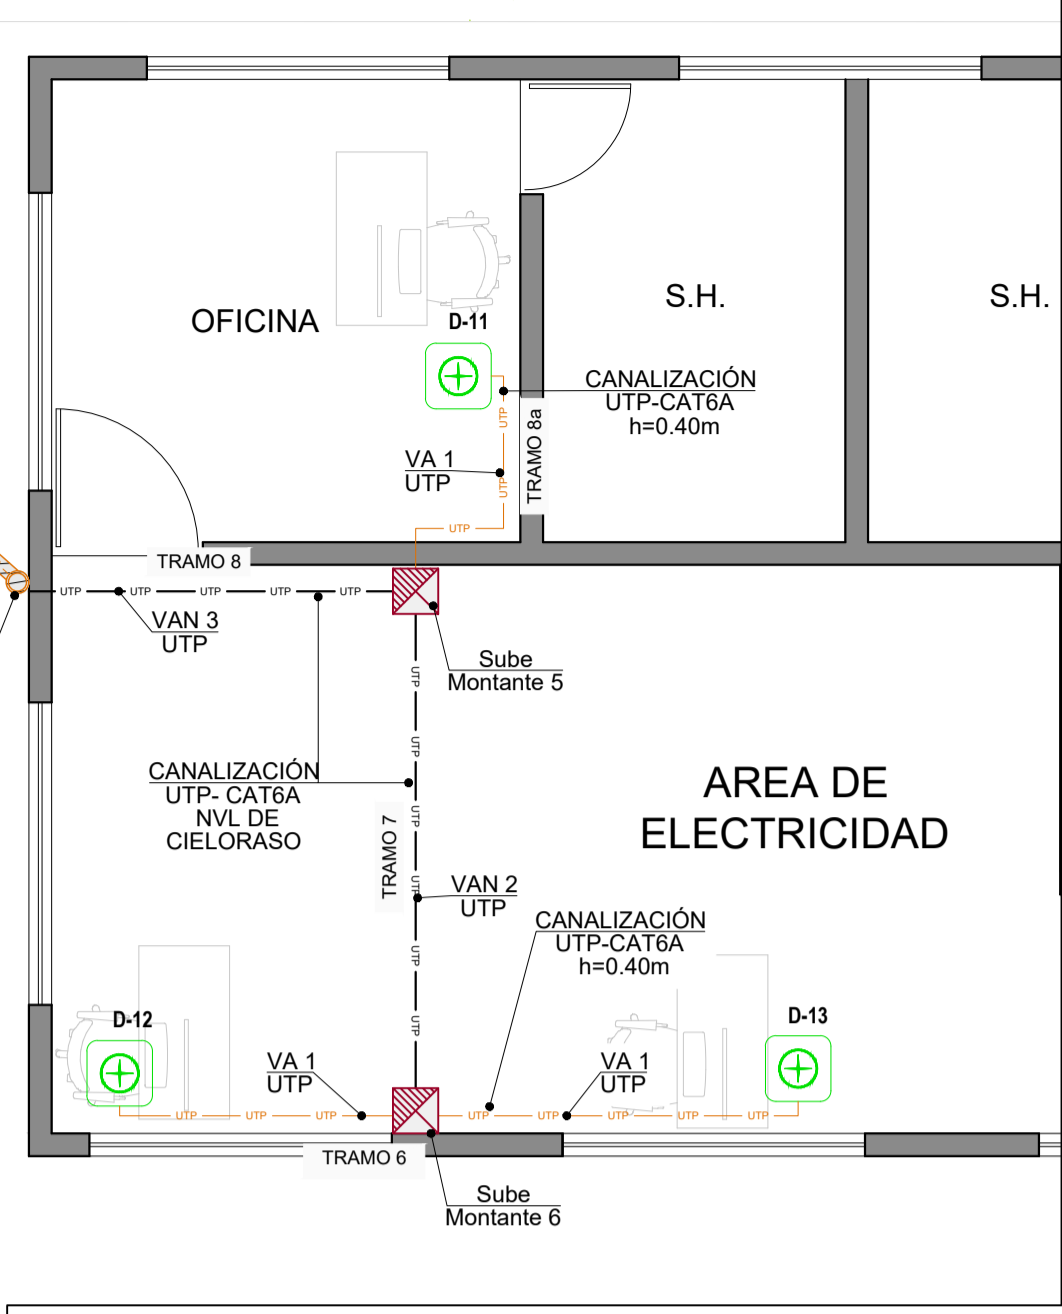 S.H.
S.H.
OFICINA
D-11
CANALIZACIÓN
UTP-CAT6A
h=0.40m
UTP
TRAMO 8a
VA 1
UTP
UTP
UTP
TRAMO 8
UTP
UTP
UTP
UTP
UTP
VAN 3
UTP
Sube
Montante 5
UTP
UTP
CANALIZACIÓN
UTP- CAT6A
NVL DE
CIELORASO
AREA DE
ELECTRICIDAD
UTP
TRAMO 7
UTP
VAN 2
UTP
CANALIZACIÓN
UTP-CAT6A
h=0.40m
UTP
D-12
D-13
UTP
VA 1
UTP
VA 1
UTP
UTP
UTP
UTP
UTP
UTP
UTP
UTP
UTP
TRAMO 6
Sube
Montante 6